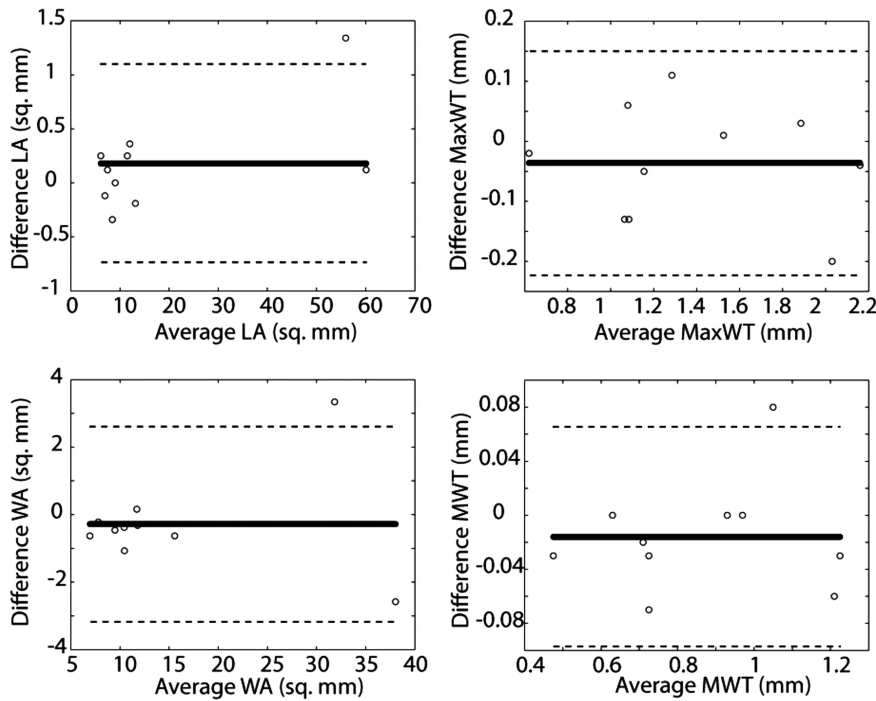 Difference LA (sq. mm)
1.5
1
0.5
0
-0.5
-1
0 10 20 30 40 50 60 70
Average LA (sq. mm)
Difference MaxWT (mm)
0.2
0.1
0
-0.1
-0.2
0.8 1 1.2 1.4 1.6 1.8 2 2.2
Average MaxWT (mm)
Difference WA (sq. mm)
4
2
0
-2
-4
5 10 15 20 25 30 35 40
Average WA (sq. mm)
Difference MWT (mm)
0.08
0.04
0
-0.04
-0.08
0.4 0.6 0.8 1 1.2
Average MWT (mm)